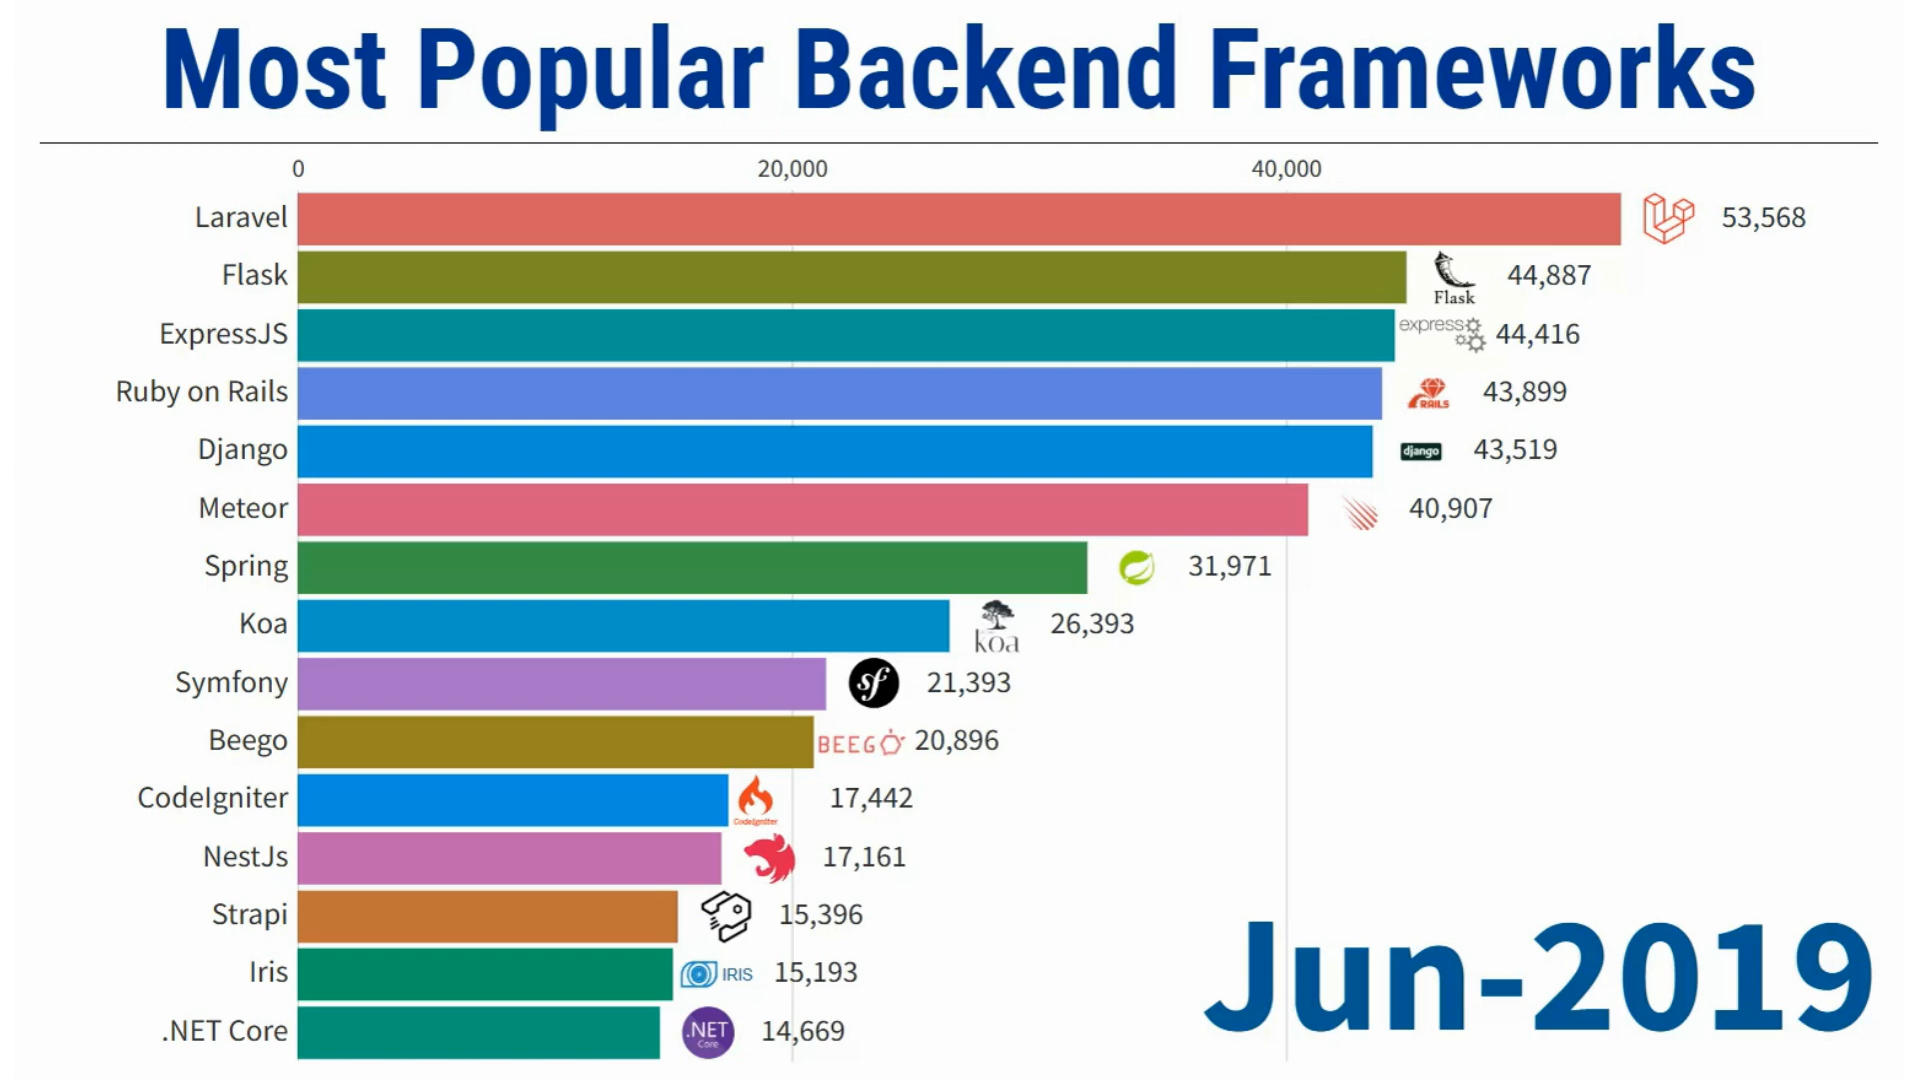 Most Popular Backend Frameworks
0 20,000 40,000
Laravel 53,568
Flask Flask 44,887
ExpressJS express 44,416
Ruby on Rails RAILS 43,899
Django django 43,519
Meteor 40,907
Spring 31,971
Koa koa 26,393
Symfony sf 21,393
Beego BEEGO 20,896
CodeIgniter CodeIgniter 17,442
NestJs 17,161
Strapi 15,396
Iris IRIS 15,193
.NET Core .NET Core 14,669
Jun-2019